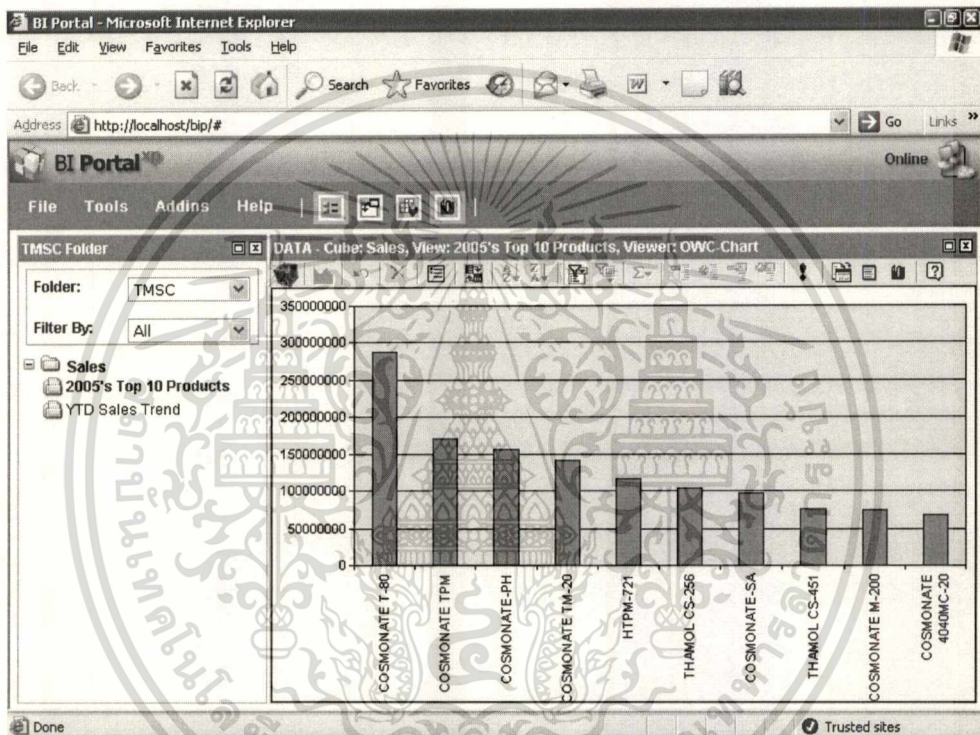 BI Portal - Microsoft Internet Explorer
File Edit View Favorites Tools Help
Back Search Favorites
Address http://localhost/bip/# Go Links »
BI Portal XP Online
File Tools Addins Help
TMSC Folder
Folder: TMSC
Filter By: All
Sales
2005's Top 10 Products
YTD Sales Trend
DATA - Cube: Sales, View: 2005's Top 10 Products, Viewer: OWC-Chart
350000000
300000000
250000000
200000000
150000000
100000000
50000000
0
COSMONATE T-80
COSMONATE TPM
COSMONATE-PH
COSMONATE TM-20
HTPM-721
THAMOL CS-256
COSMONATE-SA
THAMOL CS-451
COSMONATE M-200
COSMONATE
4040MC-20
Done Trusted sites